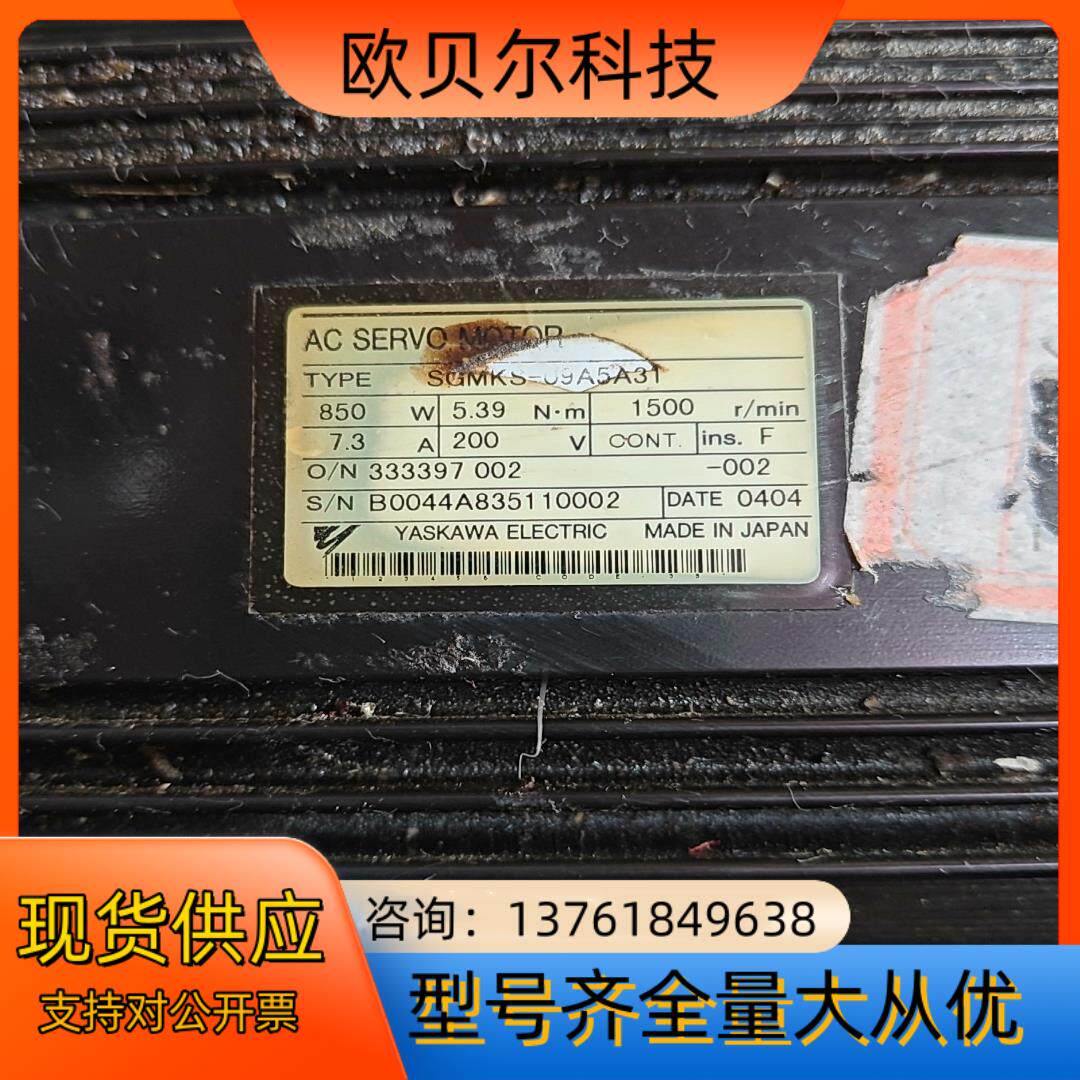 欧贝尔科技
AC SERVO MOTOR
TYPE SGMKS-09A5A31
850 W 5.39 N·m 1500 r/min
7.3 A 200 V CONT. ins. F
O/N 333397 002 -002
S/N B0044A835110002 DATE 0404
YASKAWA ELECTRIC MADE IN JAPAN
现货供应
咨询：13761849638
支持对公开票
型号齐全量大从优